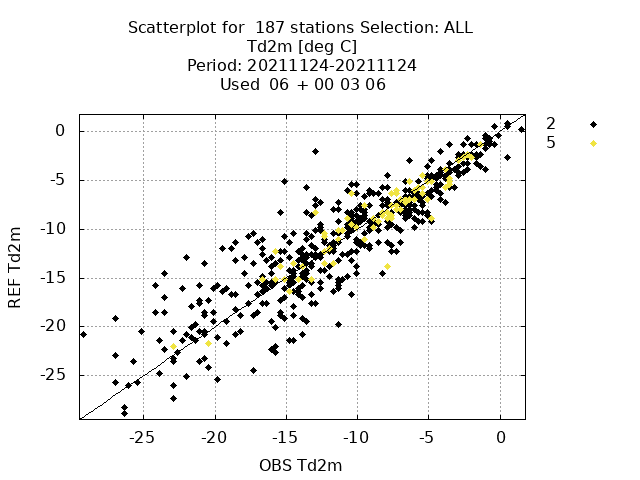 Scatterplot for  187 stations Selection: ALL
Td2m [deg C]
Period: 20211124-20211124
Used  06 + 00 03 06
2
5
0
-5
-10
-15
-20
-25
REF Td2m
-25 -20 -15 -10 -5 0
OBS Td2m